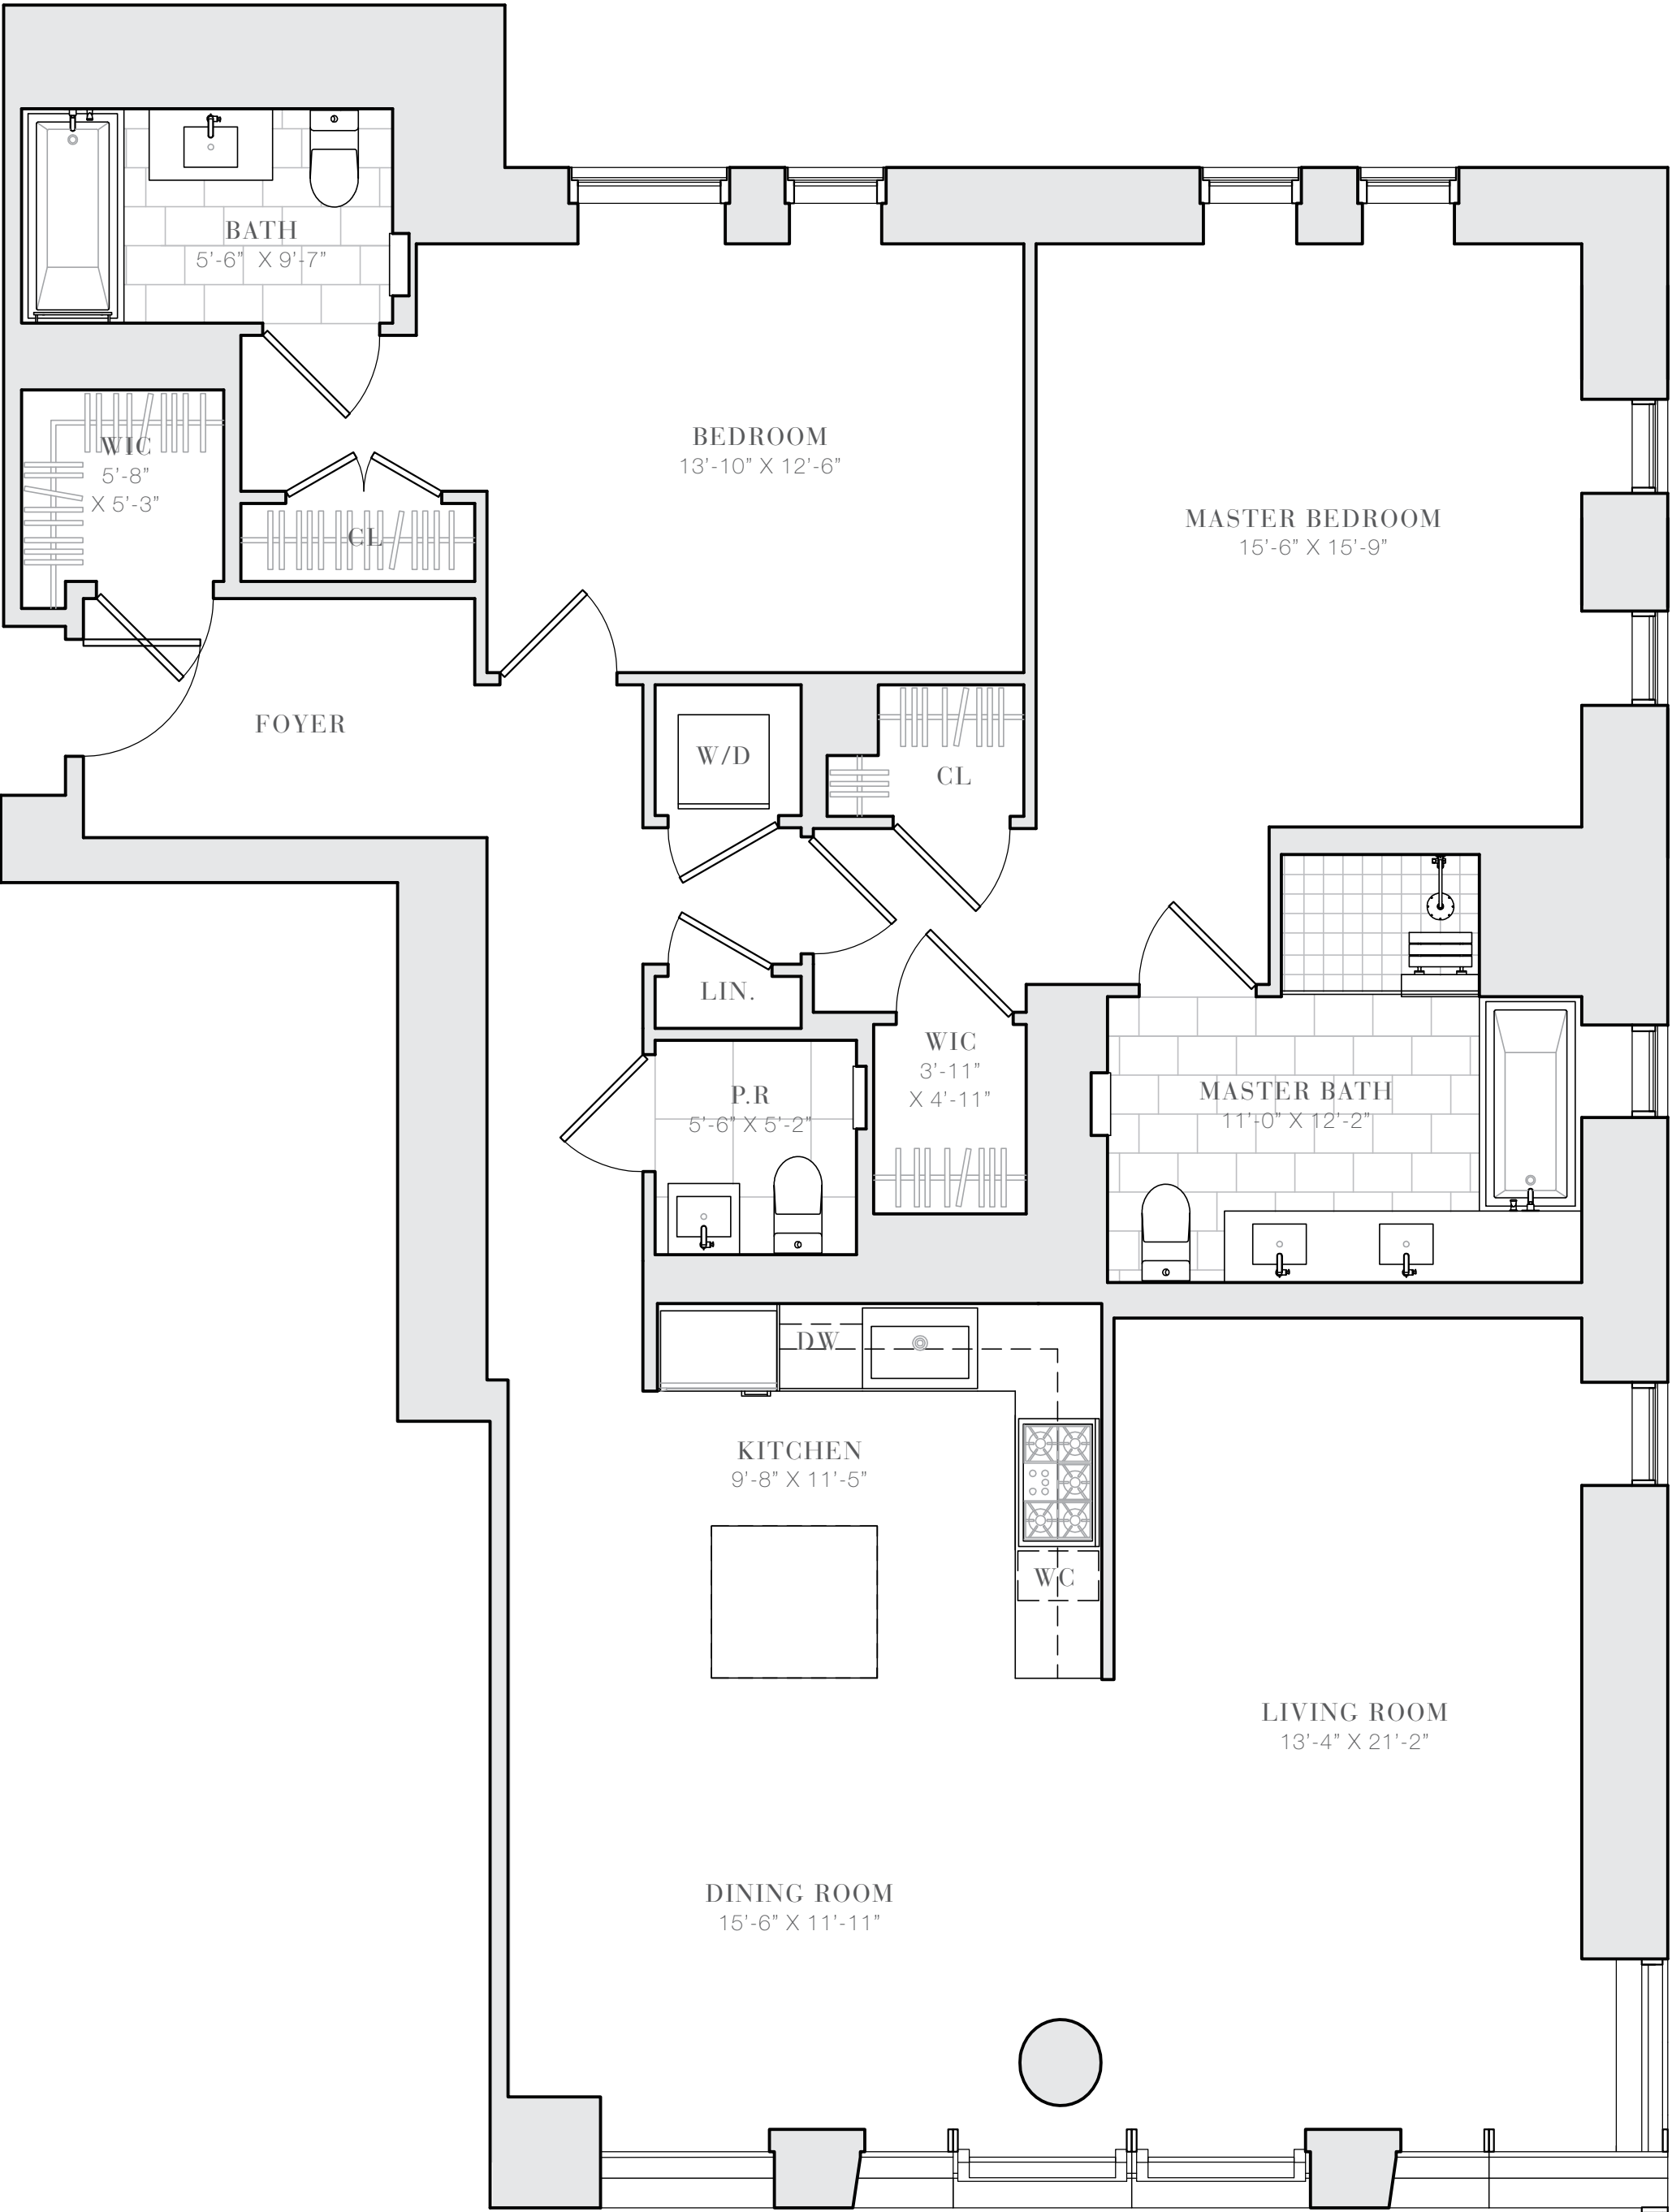 BATH
5'-6" X 9'-7"
WIC
5'-8"
X 5'-3"
BEDROOM
13'-10" X 12'-6"
CL
MASTER BEDROOM
15'-6" X 15'-9"
FOYER
W/D
CL
LIN.
WIC
3'-11"
X 4'-11"
P.R
5'-6" X 5'-2"
MASTER BATH
11'-0" X 12'-2"
DW
KITCHEN
9'-8" X 11'-5"
WC
LIVING ROOM
13'-4" X 21'-2"
DINING ROOM
15'-6" X 11'-11"